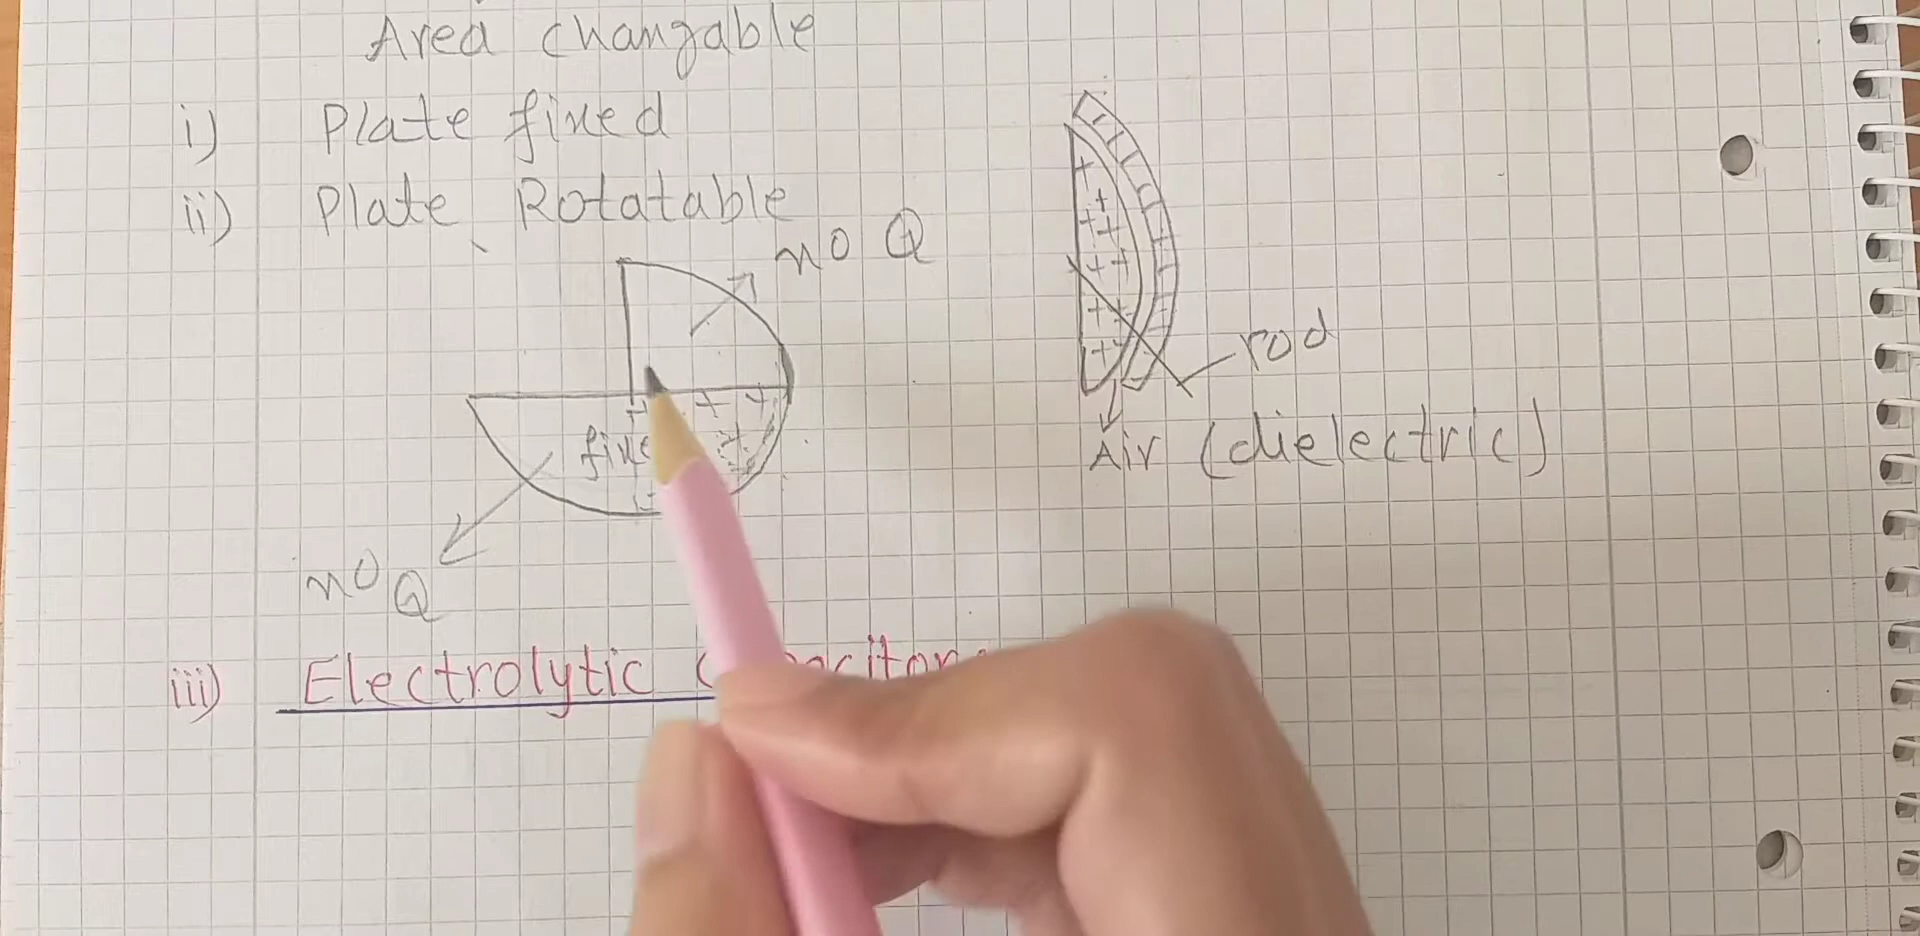 Area changable
i) Plate fixed
ii) Plate Rotatable
no Q
rod
Air (dielectric)
no Q
iii) Electrolytic